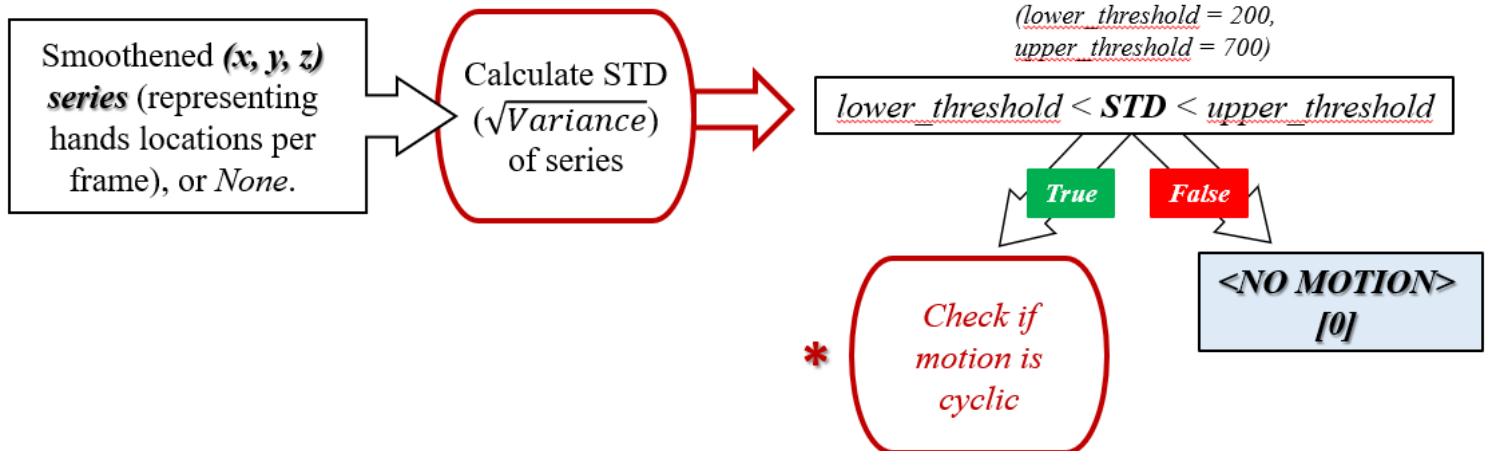 Smoothened (x, y, z)
series (representing
hands locations per
frame), or None.
Calculate STD
(√Variance)
of series
(lower_threshold = 200,
upper_threshold = 700)
lower_threshold < STD < upper_threshold
True
False
* Check if
motion is
cyclic
<NO MOTION>
[0]